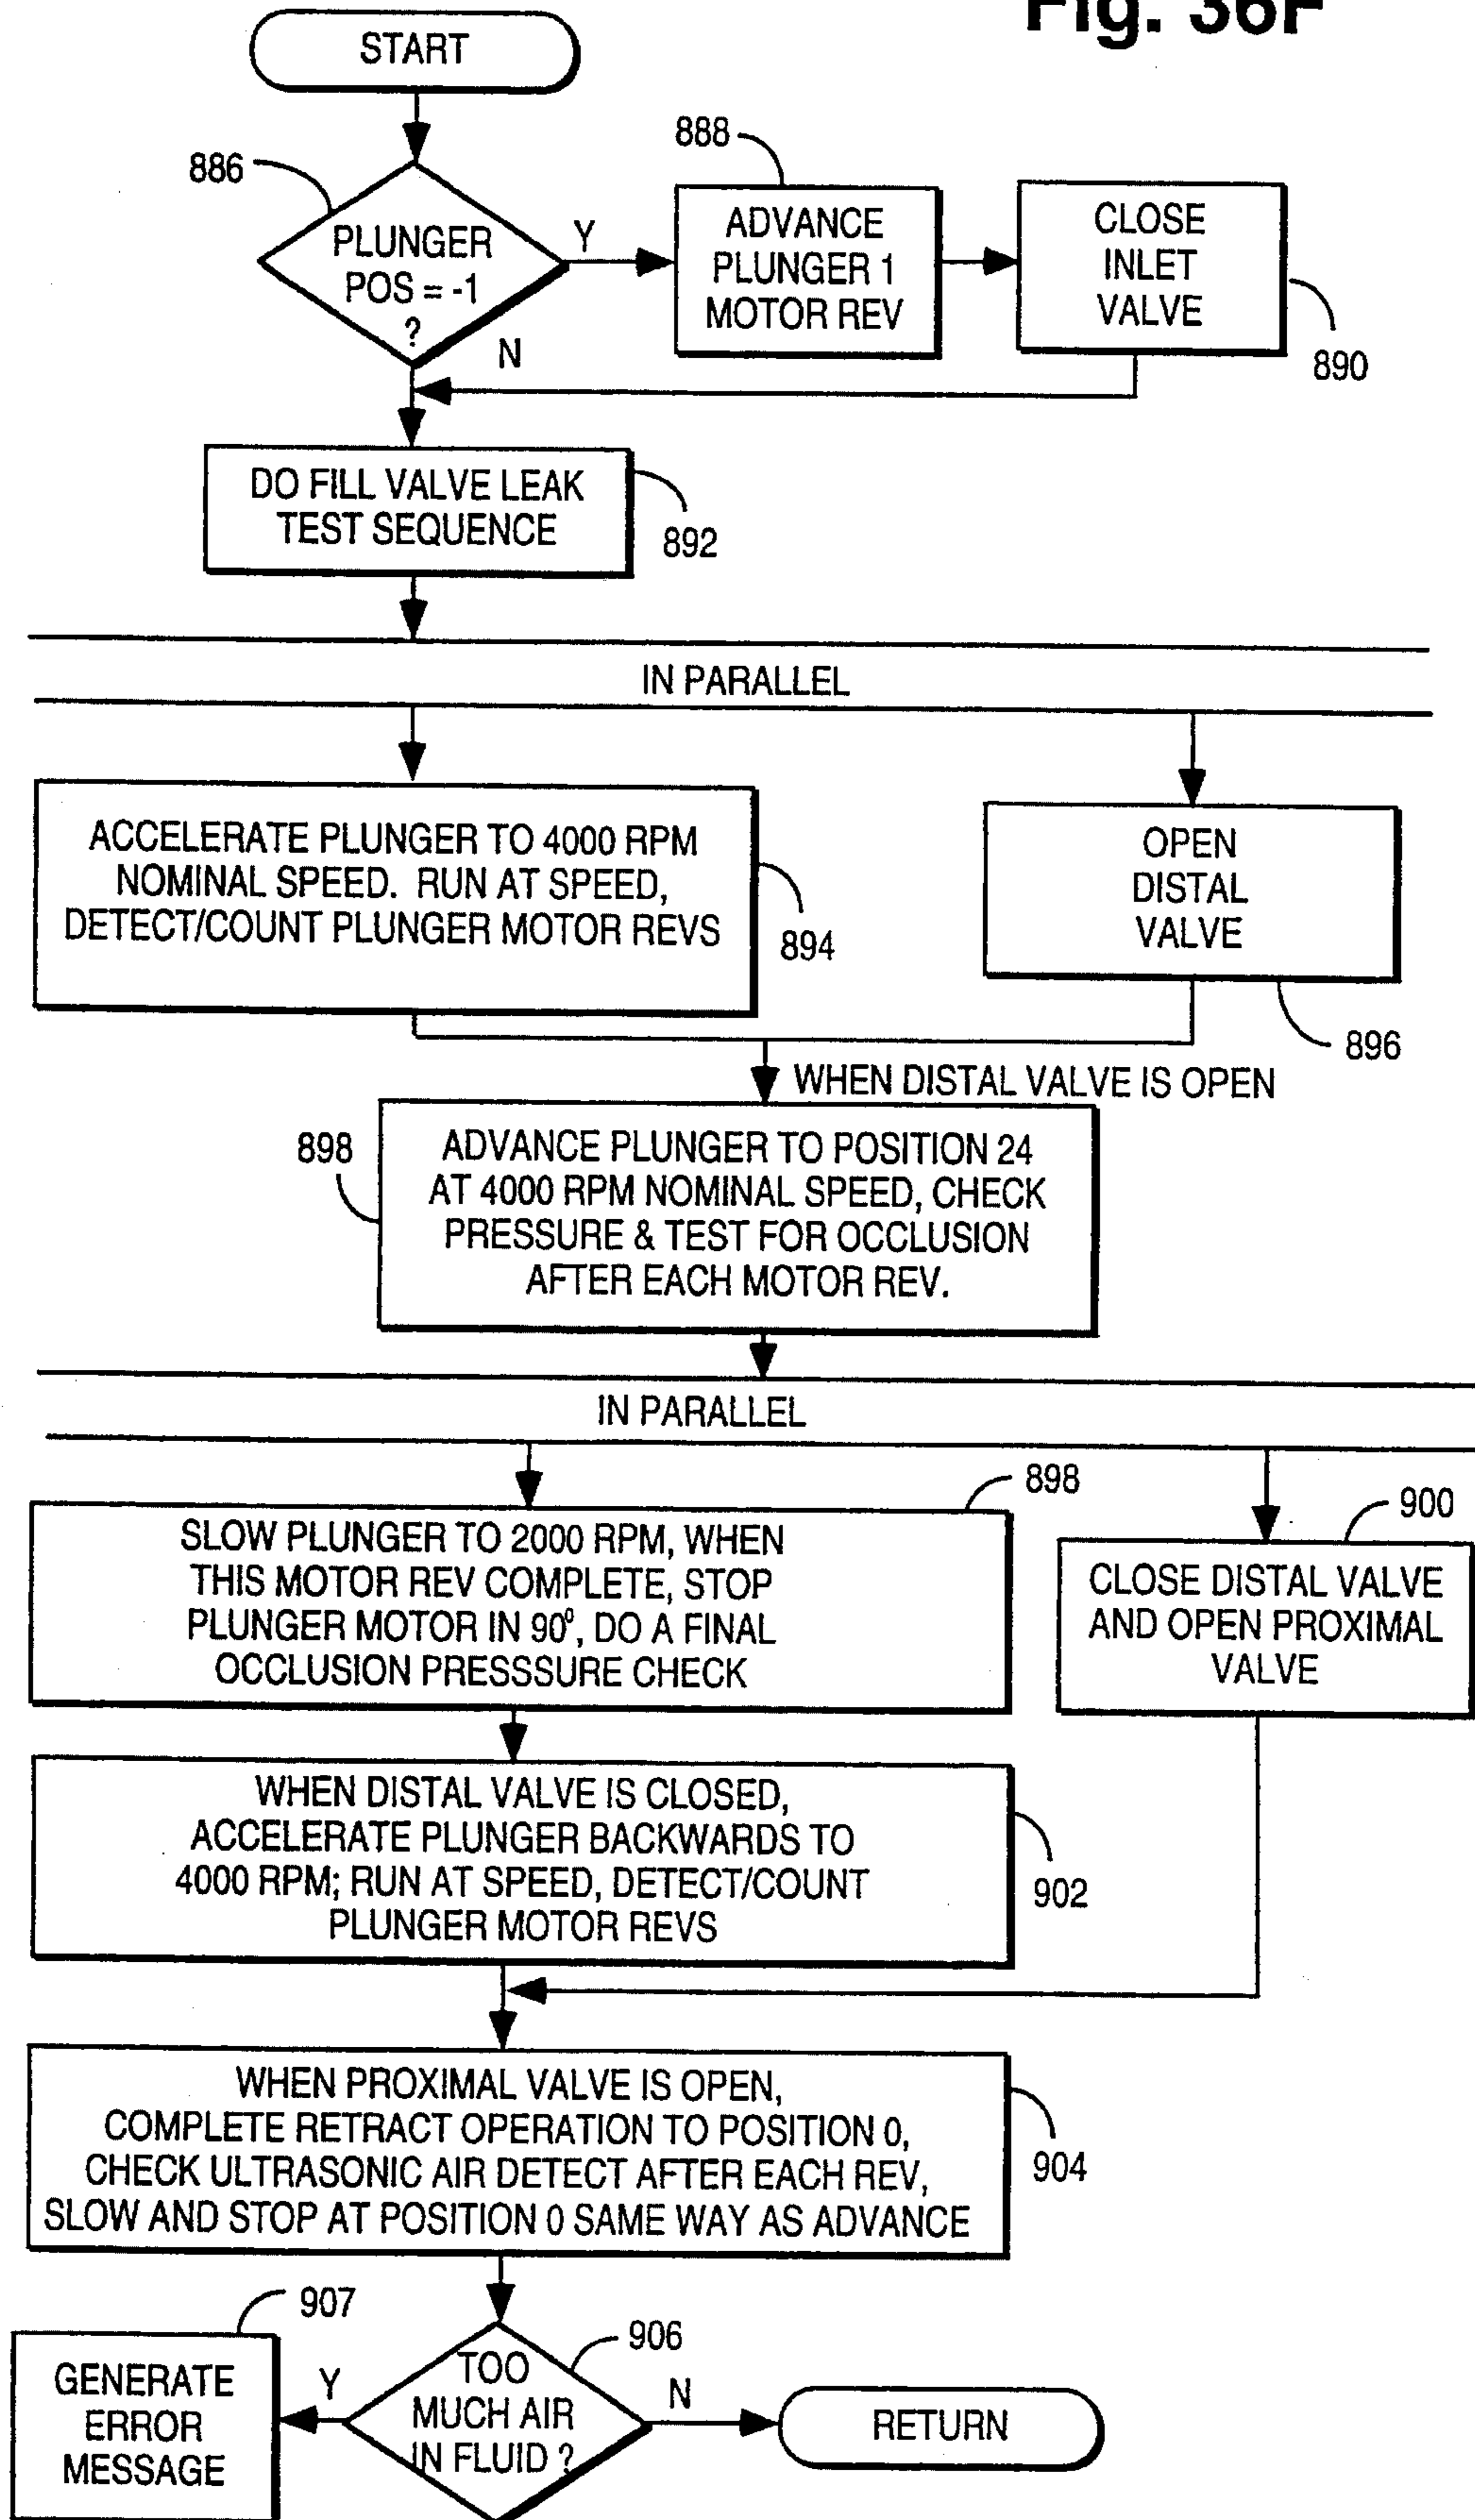 Fig. 36F
START
886
PLUNGER
POS = -1
?
Y
N
888
ADVANCE
PLUNGER 1
MOTOR REV
CLOSE
INLET
VALVE
890
DO FILL VALVE LEAK
TEST SEQUENCE
892
IN PARALLEL
ACCELERATE PLUNGER TO 4000 RPM
NOMINAL SPEED. RUN AT SPEED,
DETECT/COUNT PLUNGER MOTOR REVS
894
OPEN
DISTAL
VALVE
896
WHEN DISTAL VALVE IS OPEN
898
ADVANCE PLUNGER TO POSITION 24
AT 4000 RPM NOMINAL SPEED, CHECK
PRESSURE & TEST FOR OCCLUSION
AFTER EACH MOTOR REV.
IN PARALLEL
898
SLOW PLUNGER TO 2000 RPM, WHEN
THIS MOTOR REV COMPLETE, STOP
PLUNGER MOTOR IN 90⁰, DO A FINAL
OCCLUSION PRESSSURE CHECK
900
CLOSE DISTAL VALVE
AND OPEN PROXIMAL
VALVE
WHEN DISTAL VALVE IS CLOSED,
ACCELERATE PLUNGER BACKWARDS TO
4000 RPM; RUN AT SPEED, DETECT/COUNT
PLUNGER MOTOR REVS
902
WHEN PROXIMAL VALVE IS OPEN,
COMPLETE RETRACT OPERATION TO POSITION 0,
CHECK ULTRASONIC AIR DETECT AFTER EACH REV,
SLOW AND STOP AT POSITION 0 SAME WAY AS ADVANCE
904
907
GENERATE
ERROR
MESSAGE
Y
906
TOO
MUCH AIR
IN FLUID ?
N
RETURN